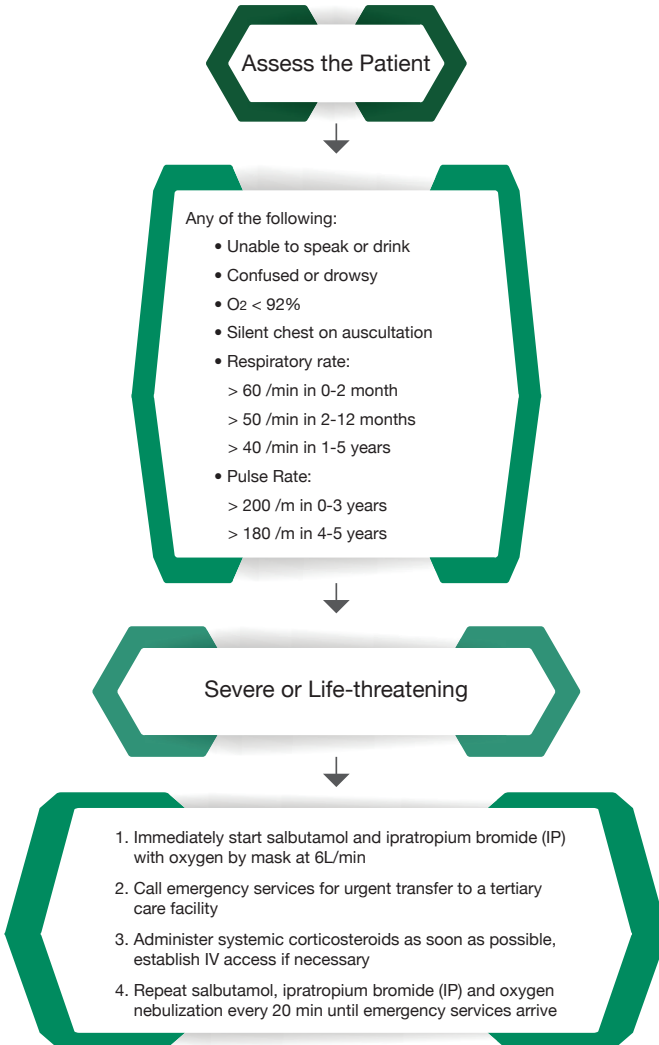 Assess the Patient
Any of the following:
• Unable to speak or drink
• Confused or drowsy
• O2 < 92%
• Silent chest on auscultation
• Respiratory rate:
> 60 /min in 0-2 month
> 50 /min in 2-12 months
> 40 /min in 1-5 years
• Pulse Rate:
> 200 /m in 0-3 years
> 180 /m in 4-5 years
Severe or Life-threatening
1. Immediately start salbutamol and ipratropium bromide (IP)
with oxygen by mask at 6L/min
2. Call emergency services for urgent transfer to a tertiary
care facility
3. Administer systemic corticosteroids as soon as possible,
establish IV access if necessary
4. Repeat salbutamol, ipratropium bromide (IP) and oxygen
nebulization every 20 min until emergency services arrive